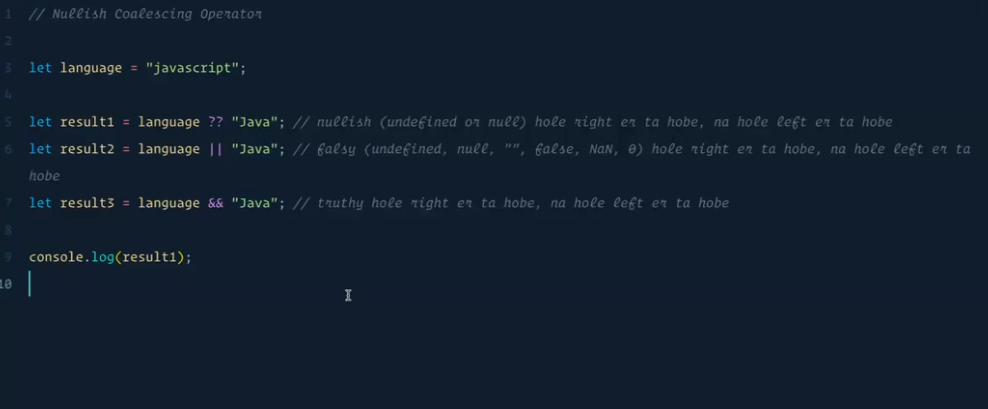 1 // Nullish Coalescing Operator
2
3 let language = "javascript";
4
5 let result1 = language ?? "Java"; // nullish (undefined or null) hole right er ta hobe, na hole left er ta hobe
6 let result2 = language || "Java"; // falsy (undefined, null, "", false, NaN, 0) hole right er ta hobe, na hole left er ta
hobe
7 let result3 = language && "Java"; // truthy hole right er ta hobe, na hole left er ta hobe
8
9 console.log(result1);
10